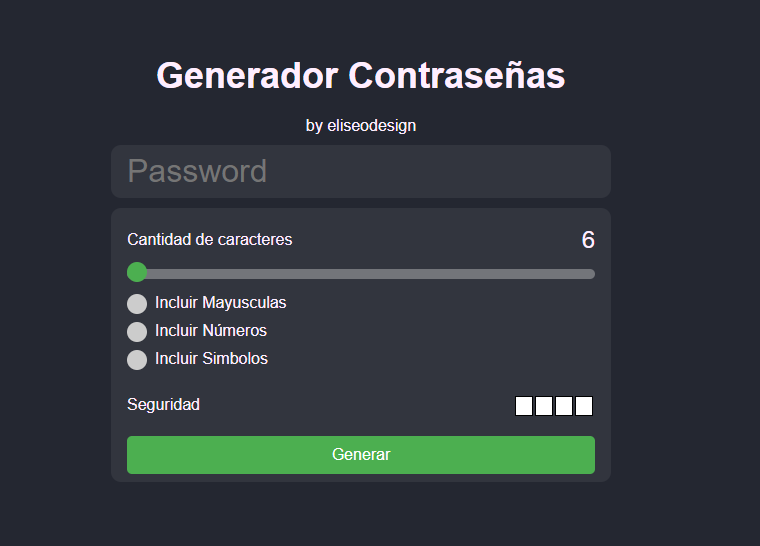 Generador Contraseñas
by eliseodesign
Password
Cantidad de caracteres 6
Incluir Mayusculas
Incluir Números
Incluir Simbolos
Seguridad
Generar